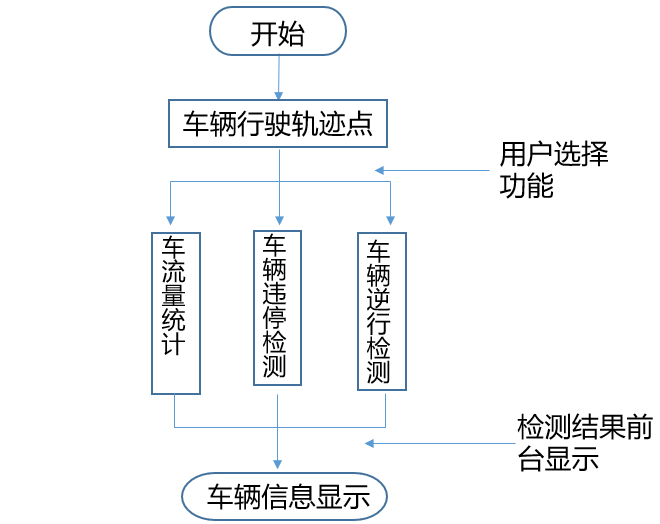 开始
车辆行驶轨迹点
用户选择
功能
车流量统计
车辆违停检测
车辆逆行检测
检测结果前
台显示
车辆信息显示